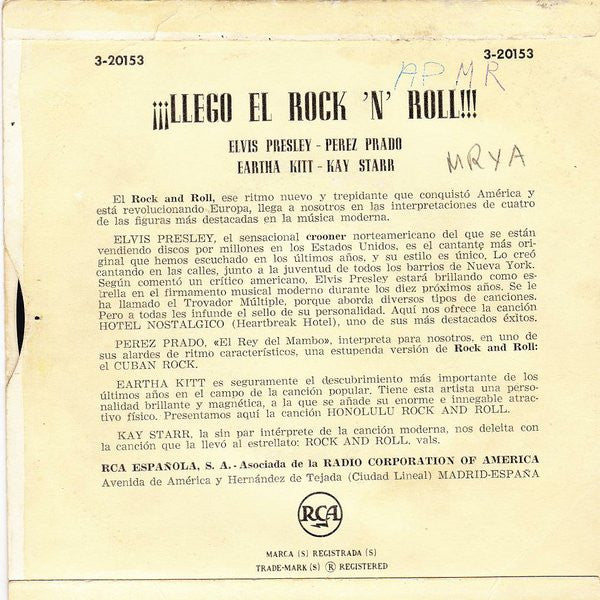 3-20153 3-20153
APMR
¡¡¡LLEGO EL ROCK 'N' ROLL!!!
ELVIS PRESLEY - PEREZ PRADO
EARTHA KITT - KAY STARR
MRYA
El Rock and Roll, ese ritmo nuevo y trepidante que conquistó América y
está revolucionando Europa, llega a nosotros en las interpretaciones de cuatro
de las figuras más destacadas en la música moderna.
ELVIS PRESLEY, el sensacional crooner norteamericano del que se están
vendiendo discos por millones en los Estados Unidos, es el cantante más ori-
ginal que hemos escuchado en los últimos años, y su estilo es único. Lo creó
cantando en las calles, junto a la juventud de todos los barrios de Nueva York.
Según comentó un crítico americano, Elvis Presley estará brillando como es-
trella en el firmamento musical moderno durante los diez próximos años. Se le
ha llamado el Trovador Múltiple, porque aborda diversos tipos de canciones.
Pero a todas les infunde el sello de su personalidad. Aquí nos ofrece la canción
HOTEL NOSTALGICO (Heartbreak Hotel), uno de sus más destacados éxitos.
PEREZ PRADO, «El Rey del Mambo», interpreta para nosotros, en uno de
sus alardes de ritmo característicos, una estupenda versión de Rock and Roll:
el CUBAN ROCK.
EARTHA KITT es seguramente el descubrimiento más importante de los
últimos años en el campo de la canción popular. Tiene esta artista una perso-
nalidad brillante y magnética, a la que se añade su enorme e innegable atrac-
tivo físico. Presentamos aquí la canción HONOLULU ROCK AND ROLL.
KAY STARR, la sin par intérprete de la canción moderna, nos deleita con
la canción que la llevó al estrellato: ROCK AND ROLL, vals.
RCA ESPAÑOLA, S. A. - Asociada de la RADIO CORPORATION OF AMERICA
Avenida de América y Hernández de Tejada (Ciudad Lineal) MADRID-ESPAÑA
RCA
MARCA (S) REGISTRADA (S)
TRADE-MARK (S) ® REGISTERED